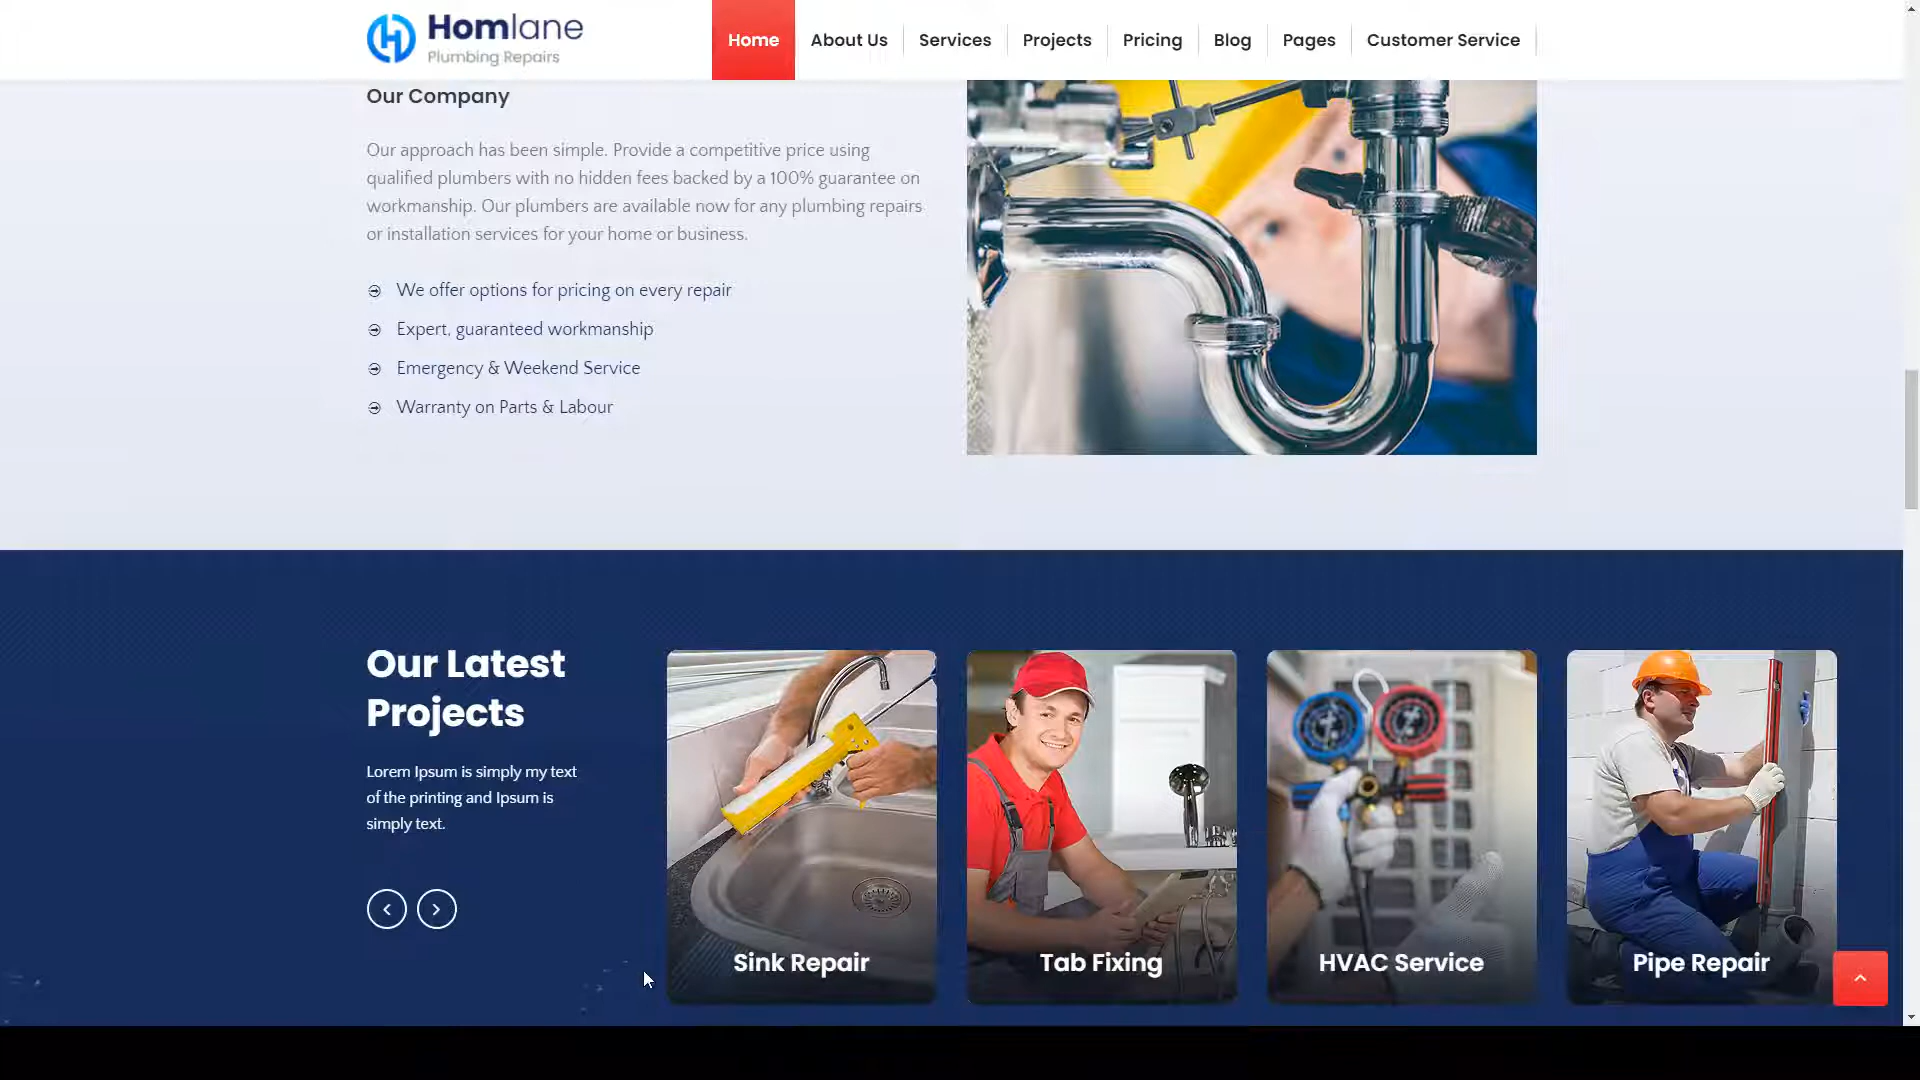 Homlane
Plumbing Repairs
Home
About Us
Services
Projects
Pricing
Blog
Pages
Customer Service
Our Company
Our approach has been simple. Provide a competitive price using
qualified plumbers with no hidden fees backed by a 100% guarantee on
workmanship. Our plumbers are available now for any plumbing repairs
or installation services for your home or business.
We offer options for pricing on every repair
Expert, guaranteed workmanship
Emergency & Weekend Service
Warranty on Parts & Labour
Our Latest
Projects
Lorem Ipsum is simply my text
of the printing and Ipsum is
simply text.
Sink Repair
Tab Fixing
HVAC Service
Pipe Repair